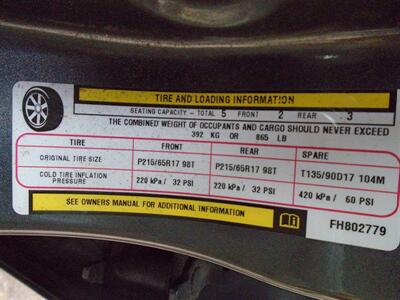 TIRE AND LOADING INFORMATION
SEATING CAPACITY - TOTAL 5 FRONT 2 REAR 3
THE COMBINED WEIGHT OF OCCUPANTS AND CARGO SHOULD NEVER EXCEED
392 KG OR 865 LB
TIRE FRONT REAR SPARE
ORIGINAL TIRE SIZE P215/65R17 98T P215/65R17 98T T135/90D17 104M
COLD TIRE INFLATION PRESSURE 220 kPa / 32 PSI 220 kPa / 32 PSI 420 kPa / 60 PSI
SEE OWNERS MANUAL FOR ADDITIONAL INFORMATION
FH802779